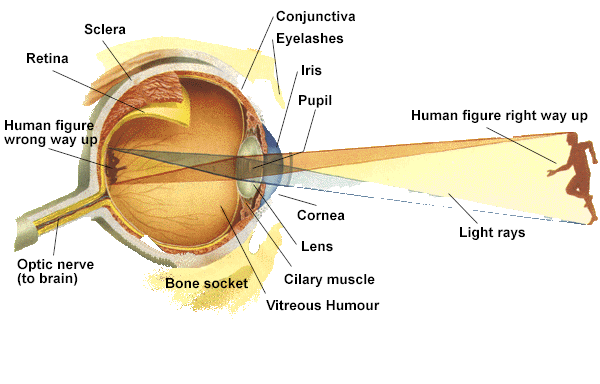 Conjunctiva
Sclera
Eyelashes
Retina
Iris
Pupil
Human figure right way up
Human figure
wrong way up
Cornea
Light rays
Lens
Optic nerve
(to brain)
Cilary muscle
Bone socket
Vitreous Humour